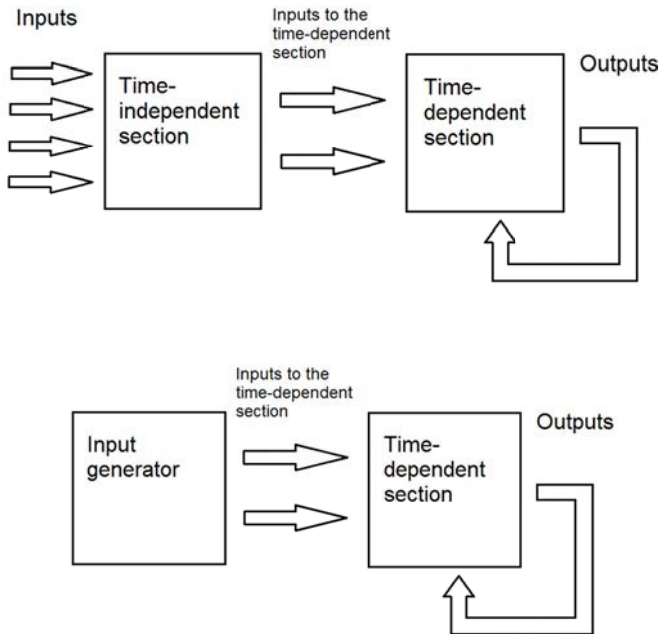 Inputs
Inputs to the
time-dependent
section
Outputs
Time-
independent
section
Time-
dependent
section
Inputs to the
time-dependent
section
Outputs
Input
generator
Time-
dependent
section